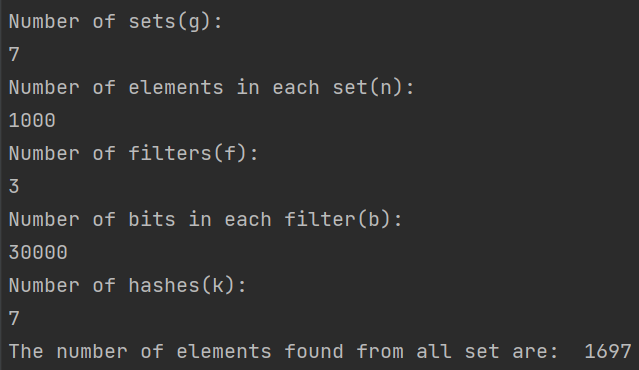 Number of sets(g):
7
Number of elements in each set(n):
1000
Number of filters(f):
3
Number of bits in each filter(b):
30000
Number of hashes(k):
7
The number of elements found from all set are:  1697